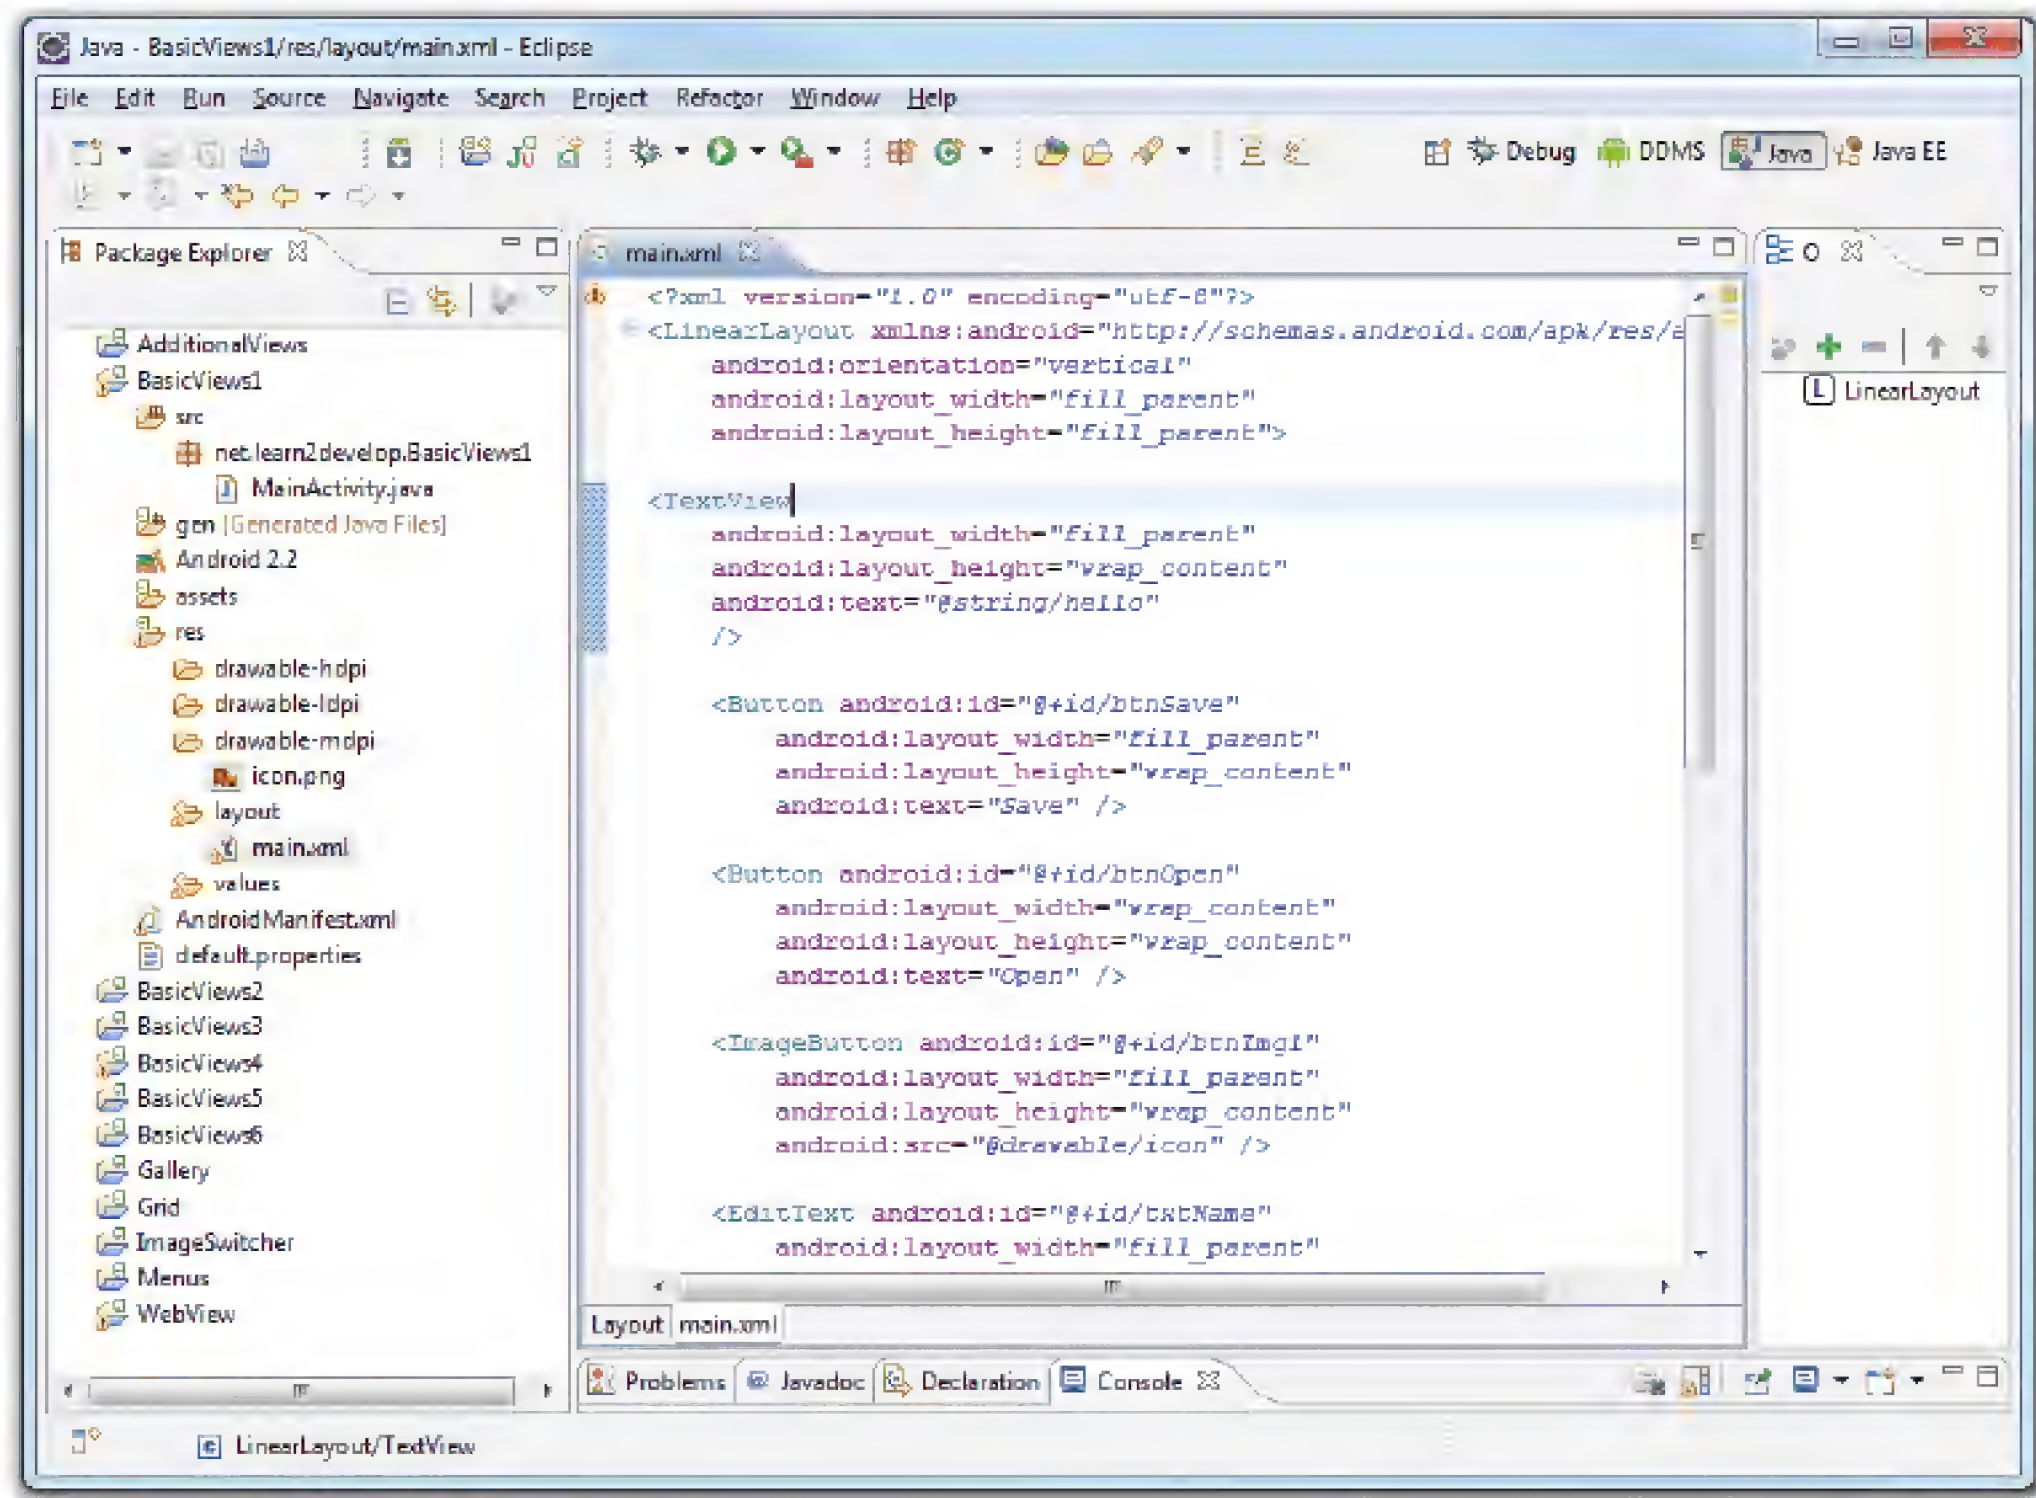 Java - BasicViews1/res/layout/main.xml - Eclipse
File Edit Run Source Navigate Search Project Refactor Window Help
Debug DDMS Java Java EE
Package Explorer
AdditionalViews
BasicViews1
src
net.learn2develop.BasicViews1
MainActivity.java
gen [Generated Java Files]
Android 2.2
assets
res
drawable-hdpi
drawable-ldpi
drawable-mdpi
icon.png
layout
main.xml
values
AndroidManifest.xml
default.properties
BasicViews2
BasicViews3
BasicViews4
BasicViews5
BasicViews6
Gallery
Grid
ImageSwitcher
Menus
WebView
main.xml
<?xml version="1.0" encoding="utf-8"?>
<LinearLayout xmlns:android="http://schemas.android.com/apk/res/a
android:orientation="vertical"
android:layout_width="fill_parent"
android:layout_height="fill_parent">
<TextView
android:layout_width="fill_parent"
android:layout_height="wrap_content"
android:text="@string/hello"
/>
<Button android:id="@+id/btnSave"
android:layout_width="fill_parent"
android:layout_height="wrap_content"
android:text="Save" />
<Button android:id="@+id/btnOpen"
android:layout_width="wrap_content"
android:layout_height="wrap_content"
android:text="Open" />
<ImageButton android:id="@+id/btnImg1"
android:layout_width="fill_parent"
android:layout_height="wrap_content"
android:src="@drawable/icon" />
<EditText android:id="@+id/txtName"
android:layout_width="fill_parent"
Layout main.xml
O
L LinearLayout
Problems @ Javadoc Declaration Console
LinearLayout/TextView